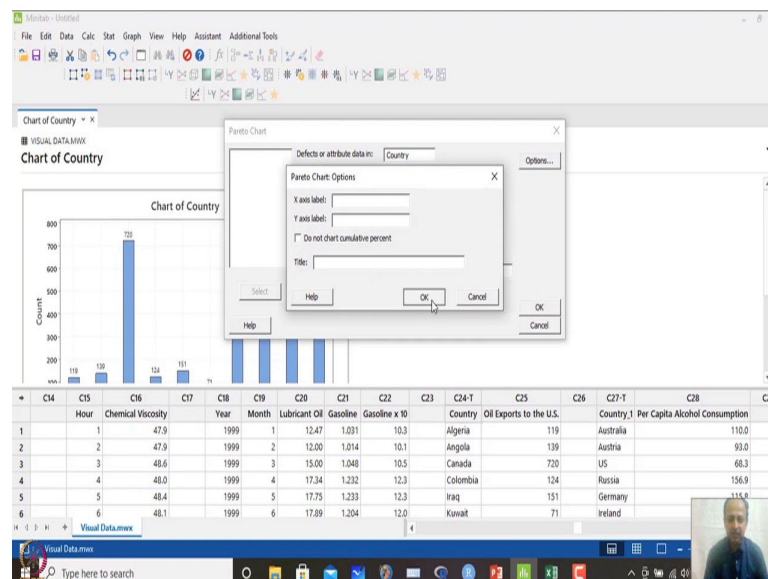 Minitab - Untitled
File Edit Data Calc Stat Graph View Help Assistant Additional Tools
Chart of Country
VISUAL DATA.MWX
Chart of Country
Chart of Country
Count
800
700
600
500
400
300
200
100
119
139
720
124
151
71
Pareto Chart
Defects or attribute data in: Country
Options...
Select
Help
OK
Cancel
Pareto Chart: Options
X axis label:
Y axis label:
Do not chart cumulative percent
Title:
Help OK Cancel
C14 C15 C16 C17 C18 C19 C20 C21 C22 C23 C24-T C25 C26 C27-T C28
Hour Chemical Viscosity Year Month Lubricant Oil Gasoline Gasoline x 10 Country Oil Exports to the U.S. Country_1 Per Capita Alcohol Consumption
1 1 47.9 1999 1 12.47 1.031 10.3 Algeria 119 Australia 110.0
2 2 47.9 1999 2 12.00 1.014 10.1 Angola 139 Austria 93.0
3 3 48.6 1999 3 15.00 1.048 10.5 Canada 720 US 68.3
4 4 48.0 1999 4 17.34 1.232 12.3 Colombia 124 Russia 156.9
5 5 48.4 1999 5 17.75 1.233 12.3 Iraq 151 Germany 115.8
6 6 48.1 1999 6 17.89 1.204 12.0 Kuwait 71 Ireland
Visual Data.mwx
Visual Data.mwx
Type here to search